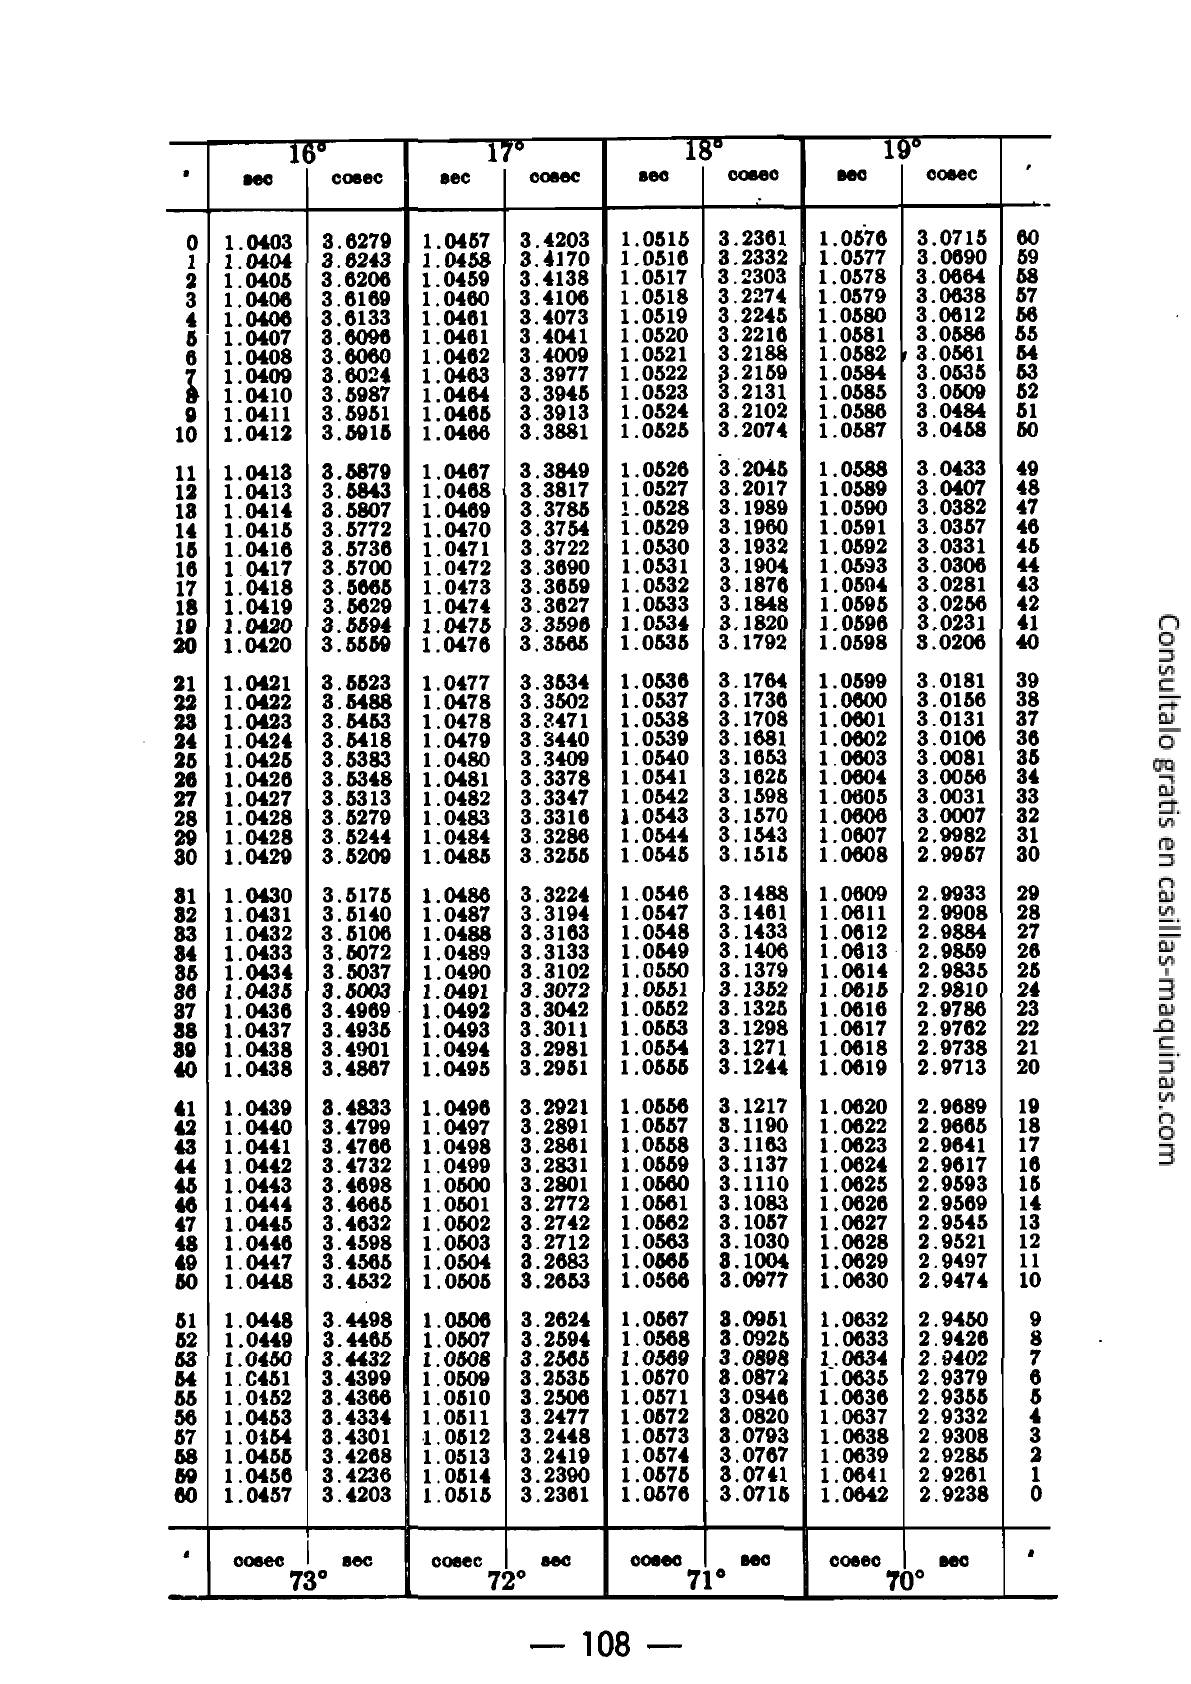 16° 17° 18° 19°
' sec cosec sec cosec sec cosec sec cosec '
0 1.0403 3.6279 1.0457 3.4203 1.0515 3.2361 1.0576 3.0715 60
1 1.0404 3.6243 1.0458 3.4170 1.0516 3.2332 1.0577 3.0690 59
2 1.0405 3.6206 1.0459 3.4138 1.0517 3.2303 1.0578 3.0664 58
3 1.0406 3.6169 1.0460 3.4106 1.0518 3.2274 1.0579 3.0638 57
4 1.0406 3.6133 1.0461 3.4073 1.0519 3.2245 1.0580 3.0612 56
5 1.0407 3.6096 1.0461 3.4041 1.0520 3.2216 1.0581 3.0586 55
6 1.0408 3.6060 1.0462 3.4009 1.0521 3.2188 1.0582 3.0561 54
7 1.0409 3.6024 1.0463 3.3977 1.0522 3.2159 1.0584 3.0535 53
8 1.0410 3.5987 1.0464 3.3945 1.0523 3.2131 1.0585 3.0509 52
9 1.0411 3.5951 1.0465 3.3913 1.0524 3.2102 1.0586 3.0484 51
10 1.0412 3.5915 1.0466 3.3881 1.0525 3.2074 1.0587 3.0458 50
11 1.0413 3.5879 1.0467 3.3849 1.0526 3.2045 1.0588 3.0433 49
12 1.0413 3.5843 1.0468 3.3817 1.0527 3.2017 1.0589 3.0407 48
13 1.0414 3.5807 1.0469 3.3785 1.0528 3.1989 1.0590 3.0382 47
14 1.0415 3.5772 1.0470 3.3754 1.0529 3.1960 1.0591 3.0357 46
15 1.0416 3.5736 1.0471 3.3722 1.0530 3.1932 1.0592 3.0331 45
16 1.0417 3.5700 1.0472 3.3690 1.0531 3.1904 1.0593 3.0306 44
17 1.0418 3.5665 1.0473 3.3659 1.0532 3.1876 1.0594 3.0281 43
18 1.0419 3.5629 1.0474 3.3627 1.0533 3.1848 1.0595 3.0256 42
19 1.0420 3.5594 1.0475 3.3596 1.0534 3.1820 1.0596 3.0231 41
20 1.0420 3.5559 1.0476 3.3565 1.0535 3.1792 1.0598 3.0206 40
21 1.0421 3.5523 1.0477 3.3534 1.0536 3.1764 1.0599 3.0181 39
22 1.0422 3.5488 1.0478 3.3502 1.0537 3.1736 1.0600 3.0156 38
23 1.0423 3.5453 1.0478 3.3471 1.0538 3.1708 1.0601 3.0131 37
24 1.0424 3.5418 1.0479 3.3440 1.0539 3.1681 1.0602 3.0106 36
25 1.0425 3.5383 1.0480 3.3409 1.0540 3.1653 1.0603 3.0081 35
26 1.0426 3.5348 1.0481 3.3378 1.0541 3.1625 1.0604 3.0056 34
27 1.0427 3.5313 1.0482 3.3347 1.0542 3.1598 1.0605 3.0031 33
28 1.0428 3.5279 1.0483 3.3316 1.0543 3.1570 1.0606 3.0007 32
29 1.0428 3.5244 1.0484 3.3286 1.0544 3.1543 1.0607 2.9982 31
30 1.0429 3.5209 1.0485 3.3255 1.0545 3.1515 1.0608 2.9957 30
31 1.0430 3.5175 1.0486 3.3224 1.0546 3.1488 1.0609 2.9933 29
32 1.0431 3.5140 1.0487 3.3194 1.0547 3.1461 1.0611 2.9908 28
33 1.0432 3.5106 1.0488 3.3163 1.0548 3.1433 1.0612 2.9884 27
34 1.0433 3.5072 1.0489 3.3133 1.0549 3.1406 1.0613 2.9859 26
35 1.0434 3.5037 1.0490 3.3102 1.0550 3.1379 1.0614 2.9835 25
36 1.0435 3.5003 1.0491 3.3072 1.0551 3.1352 1.0615 2.9810 24
37 1.0436 3.4969 1.0492 3.3042 1.0552 3.1325 1.0616 2.9786 23
38 1.0437 3.4935 1.0493 3.3011 1.0553 3.1298 1.0617 2.9762 22
39 1.0438 3.4901 1.0494 3.2981 1.0554 3.1271 1.0618 2.9738 21
40 1.0438 3.4867 1.0495 3.2951 1.0555 3.1244 1.0619 2.9713 20
41 1.0439 3.4833 1.0496 3.2921 1.0556 3.1217 1.0620 2.9689 19
42 1.0440 3.4799 1.0497 3.2891 1.0557 3.1190 1.0622 2.9665 18
43 1.0441 3.4766 1.0498 3.2861 1.0558 3.1163 1.0623 2.9641 17
44 1.0442 3.4732 1.0499 3.2831 1.0559 3.1137 1.0624 2.9617 16
45 1.0443 3.4698 1.0500 3.2801 1.0560 3.1110 1.0625 2.9593 15
46 1.0444 3.4665 1.0501 3.2772 1.0561 3.1083 1.0626 2.9569 14
47 1.0445 3.4632 1.0502 3.2742 1.0562 3.1057 1.0627 2.9545 13
48 1.0446 3.4598 1.0503 3.2712 1.0563 3.1030 1.0628 2.9521 12
49 1.0447 3.4565 1.0504 3.2683 1.0565 3.1004 1.0629 2.9497 11
50 1.0448 3.4532 1.0505 3.2653 1.0566 3.0977 1.0630 2.9474 10
51 1.0448 3.4498 1.0506 3.2624 1.0567 3.0951 1.0632 2.9450 9
52 1.0449 3.4465 1.0507 3.2594 1.0568 3.0925 1.0633 2.9426 8
53 1.0450 3.4432 1.0508 3.2565 1.0569 3.0898 1.0634 2.9402 7
54 1.0451 3.4399 1.0509 3.2535 1.0570 3.0872 1.0635 2.9379 6
55 1.0452 3.4366 1.0510 3.2506 1.0571 3.0846 1.0636 2.9355 5
56 1.0453 3.4334 1.0511 3.2477 1.0572 3.0820 1.0637 2.9332 4
57 1.0454 3.4301 1.0512 3.2448 1.0573 3.0793 1.0638 2.9308 3
58 1.0455 3.4268 1.0513 3.2419 1.0574 3.0767 1.0639 2.9285 2
59 1.0456 3.4236 1.0514 3.2390 1.0575 3.0741 1.0641 2.9261 1
60 1.0457 3.4203 1.0515 3.2361 1.0576 3.0715 1.0642 2.9238 0
' cosec sec cosec sec cosec sec cosec sec '
73° 72° 71° 70°
— 108 —
Consultalo gratis en casillas-maquinas.com